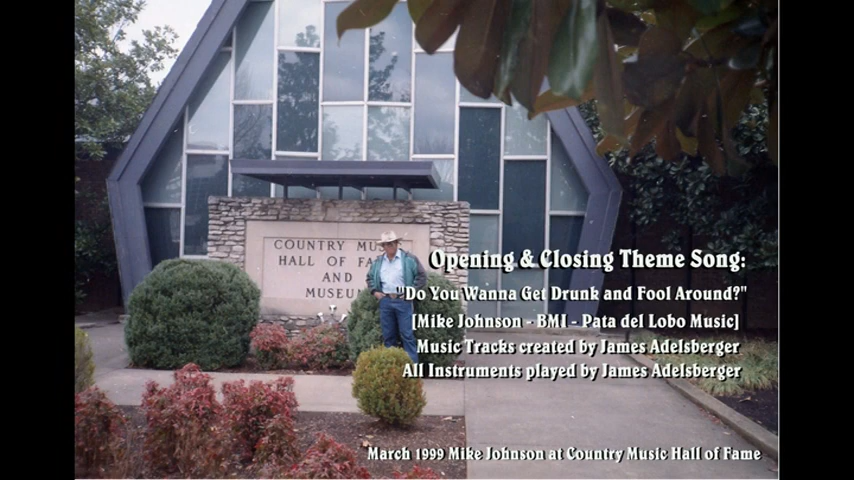 COUNTRY MUSIC
HALL OF FA
AND
MUSEU
Opening & Closing Theme Song:
"Do You Wanna Get Drunk and Fool Around?"
[Mike Johnson - BMI - Pata del Lobo Music]
Music Tracks created by James Adelsberger
All Instruments played by James Adelsberger
March 1999 Mike Johnson at Country Music Hall of Fame